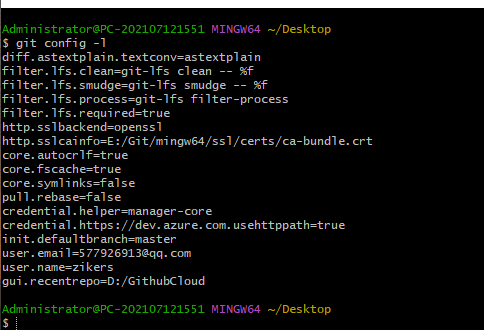 Administrator@PC-202107121551 MINGW64 ~/Desktop
$ git config -l
diff.astextplain.textconv=astextplain
filter.lfs.clean=git-lfs clean -- %f
filter.lfs.smudge=git-lfs smudge -- %f
filter.lfs.process=git-lfs filter-process
filter.lfs.required=true
http.sslbackend=openssl
http.sslcainfo=E:/Git/mingw64/ssl/certs/ca-bundle.crt
core.autocrlf=true
core.fscache=true
core.symlinks=false
pull.rebase=false
credential.helper=manager-core
credential.https://dev.azure.com.usehttppath=true
init.defaultbranch=master
user.email=577926913@qq.com
user.name=zikers
gui.recentrepo=D:/GithubCloud
Administrator@PC-202107121551 MINGW64 ~/Desktop
$